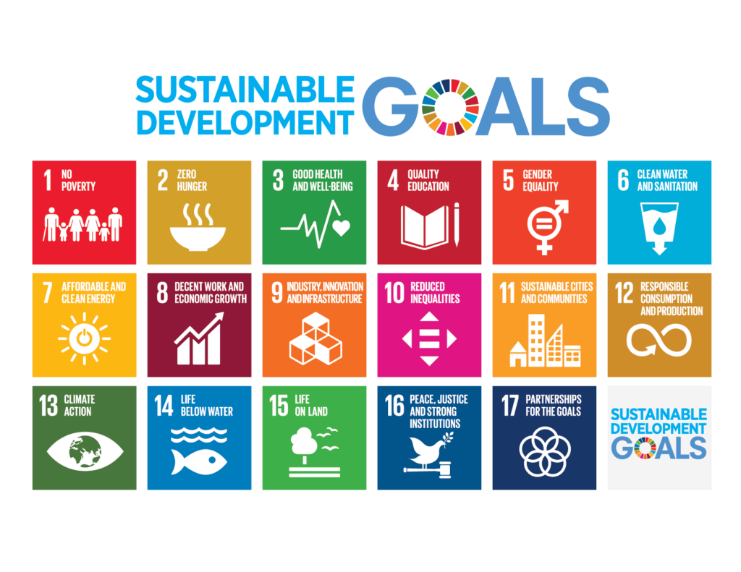 SUSTAINABLE
DEVELOPMENT
GOALS
1 NO
POVERTY
2 ZERO
HUNGER
3 GOOD HEALTH
AND WELL-BEING
4 QUALITY
EDUCATION
5 GENDER
EQUALITY
6 CLEAN WATER
AND SANITATION
7 AFFORDABLE AND
CLEAN ENERGY
8 DECENT WORK AND
ECONOMIC GROWTH
9 INDUSTRY, INNOVATION
AND INFRASTRUCTURE
10 REDUCED
INEQUALITIES
11 SUSTAINABLE CITIES
AND COMMUNITIES
12 RESPONSIBLE
CONSUMPTION
AND PRODUCTION
13 CLIMATE
ACTION
14 LIFE
BELOW WATER
15 LIFE
ON LAND
16 PEACE, JUSTICE
AND STRONG
INSTITUTIONS
17 PARTNERSHIPS
FOR THE GOALS
SUSTAINABLE
DEVELOPMENT
GOALS